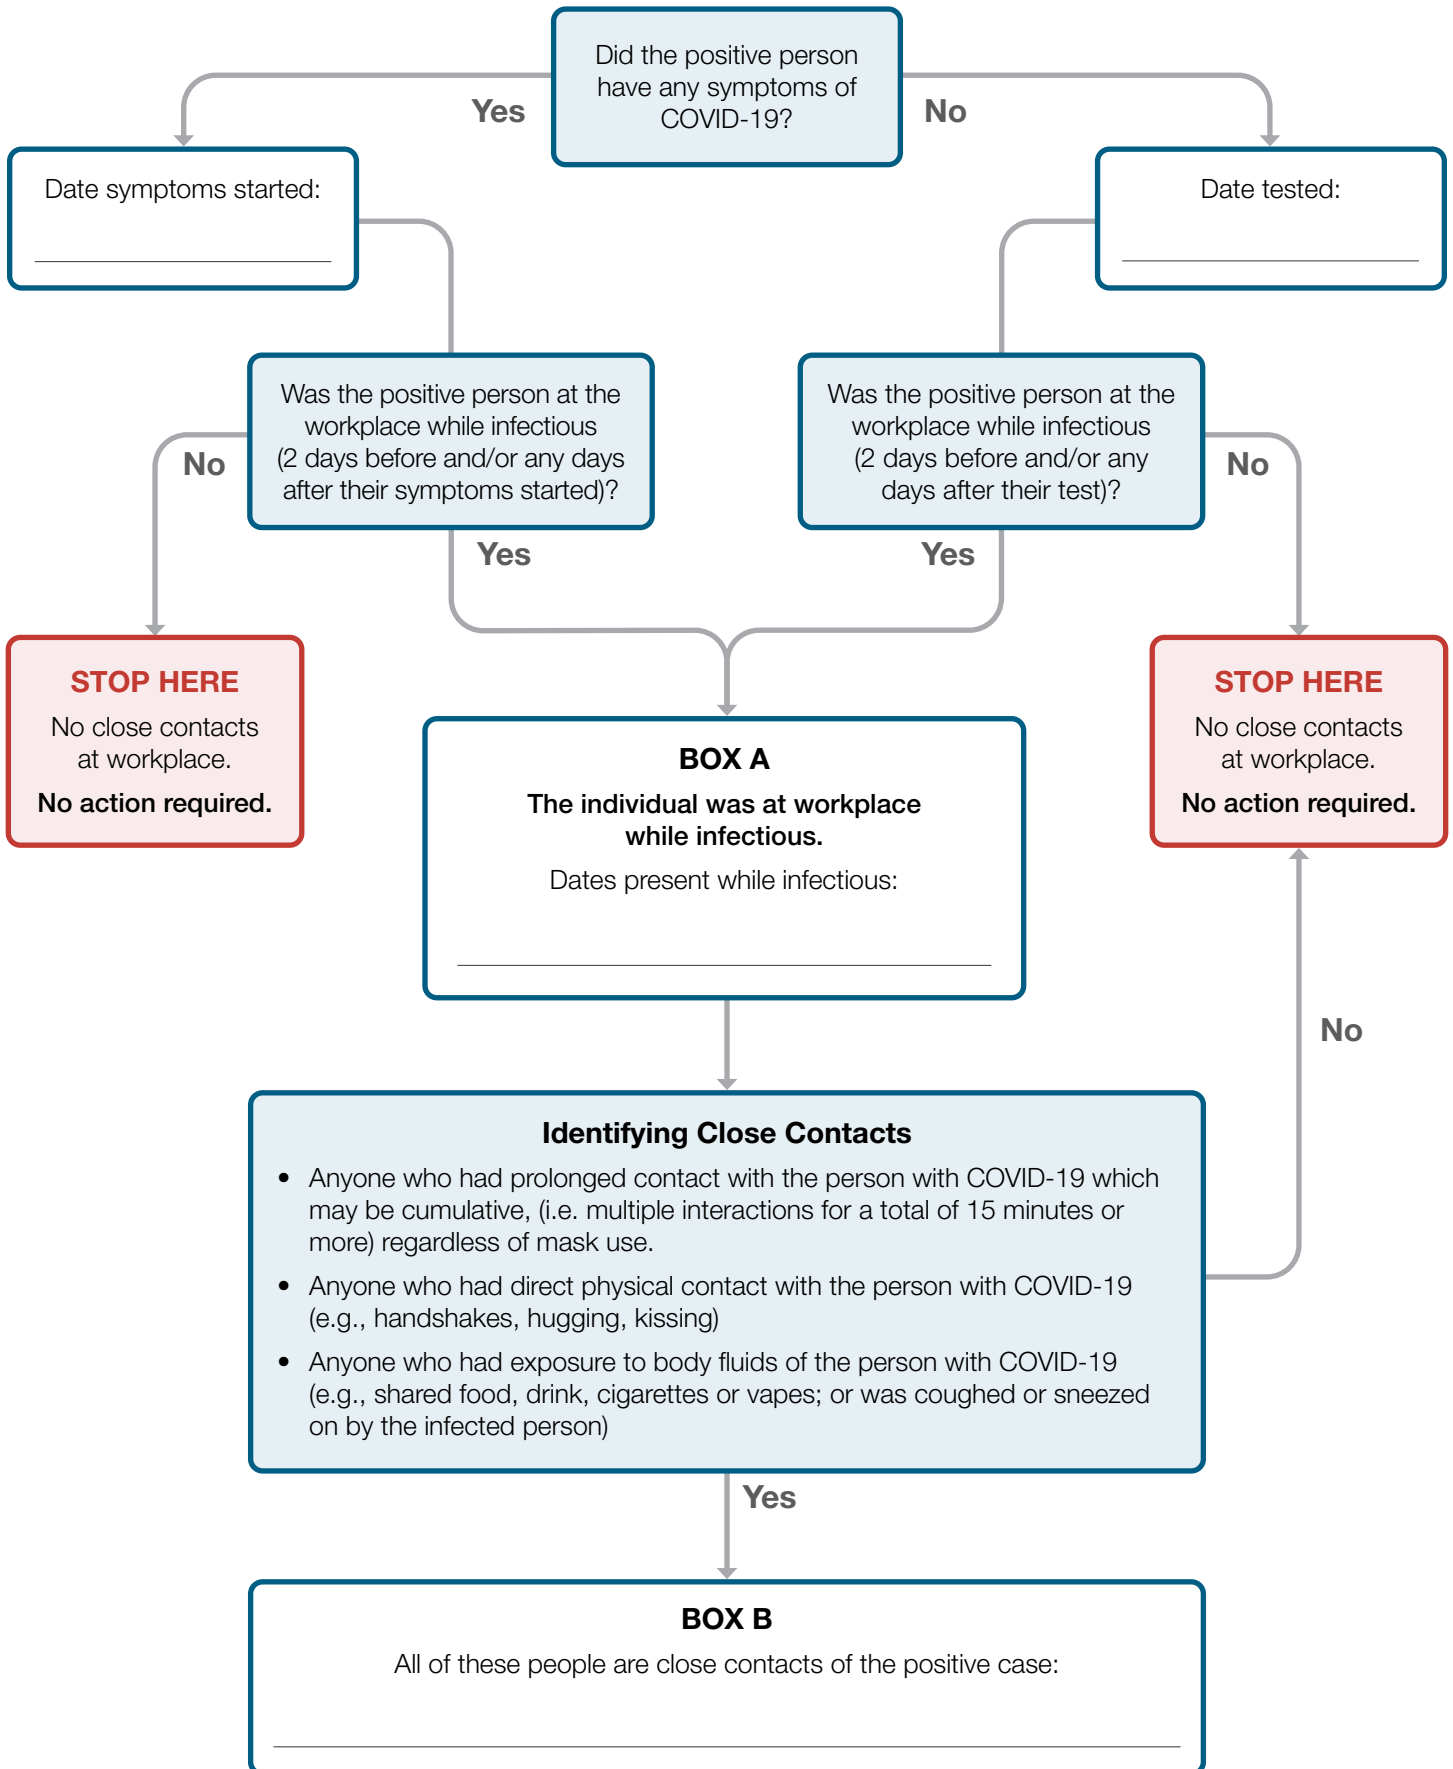 Did the positive person
have any symptoms of
COVID-19?
Yes
No
Date symptoms started:
Date tested:
Was the positive person at the
workplace while infectious
(2 days before and/or any days
after their symptoms started)?
No
Yes
Was the positive person at the
workplace while infectious
(2 days before and/or any
days after their test)?
No
Yes
STOP HERE
No close contacts
at workplace.
No action required.
STOP HERE
No close contacts
at workplace.
No action required.
BOX A
The individual was at workplace
while infectious.
Dates present while infectious:
No
Identifying Close Contacts
• Anyone who had prolonged contact with the person with COVID-19 which
may be cumulative, (i.e. multiple interactions for a total of 15 minutes or
more) regardless of mask use.
• Anyone who had direct physical contact with the person with COVID-19
(e.g., handshakes, hugging, kissing)
• Anyone who had exposure to body fluids of the person with COVID-19
(e.g., shared food, drink, cigarettes or vapes; or was coughed or sneezed
on by the infected person)
Yes
BOX B
All of these people are close contacts of the positive case: